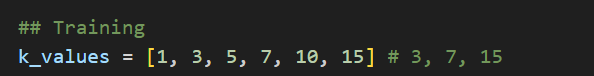 ## Training
k_values = [1, 3, 5, 7, 10, 15] # 3, 7, 15